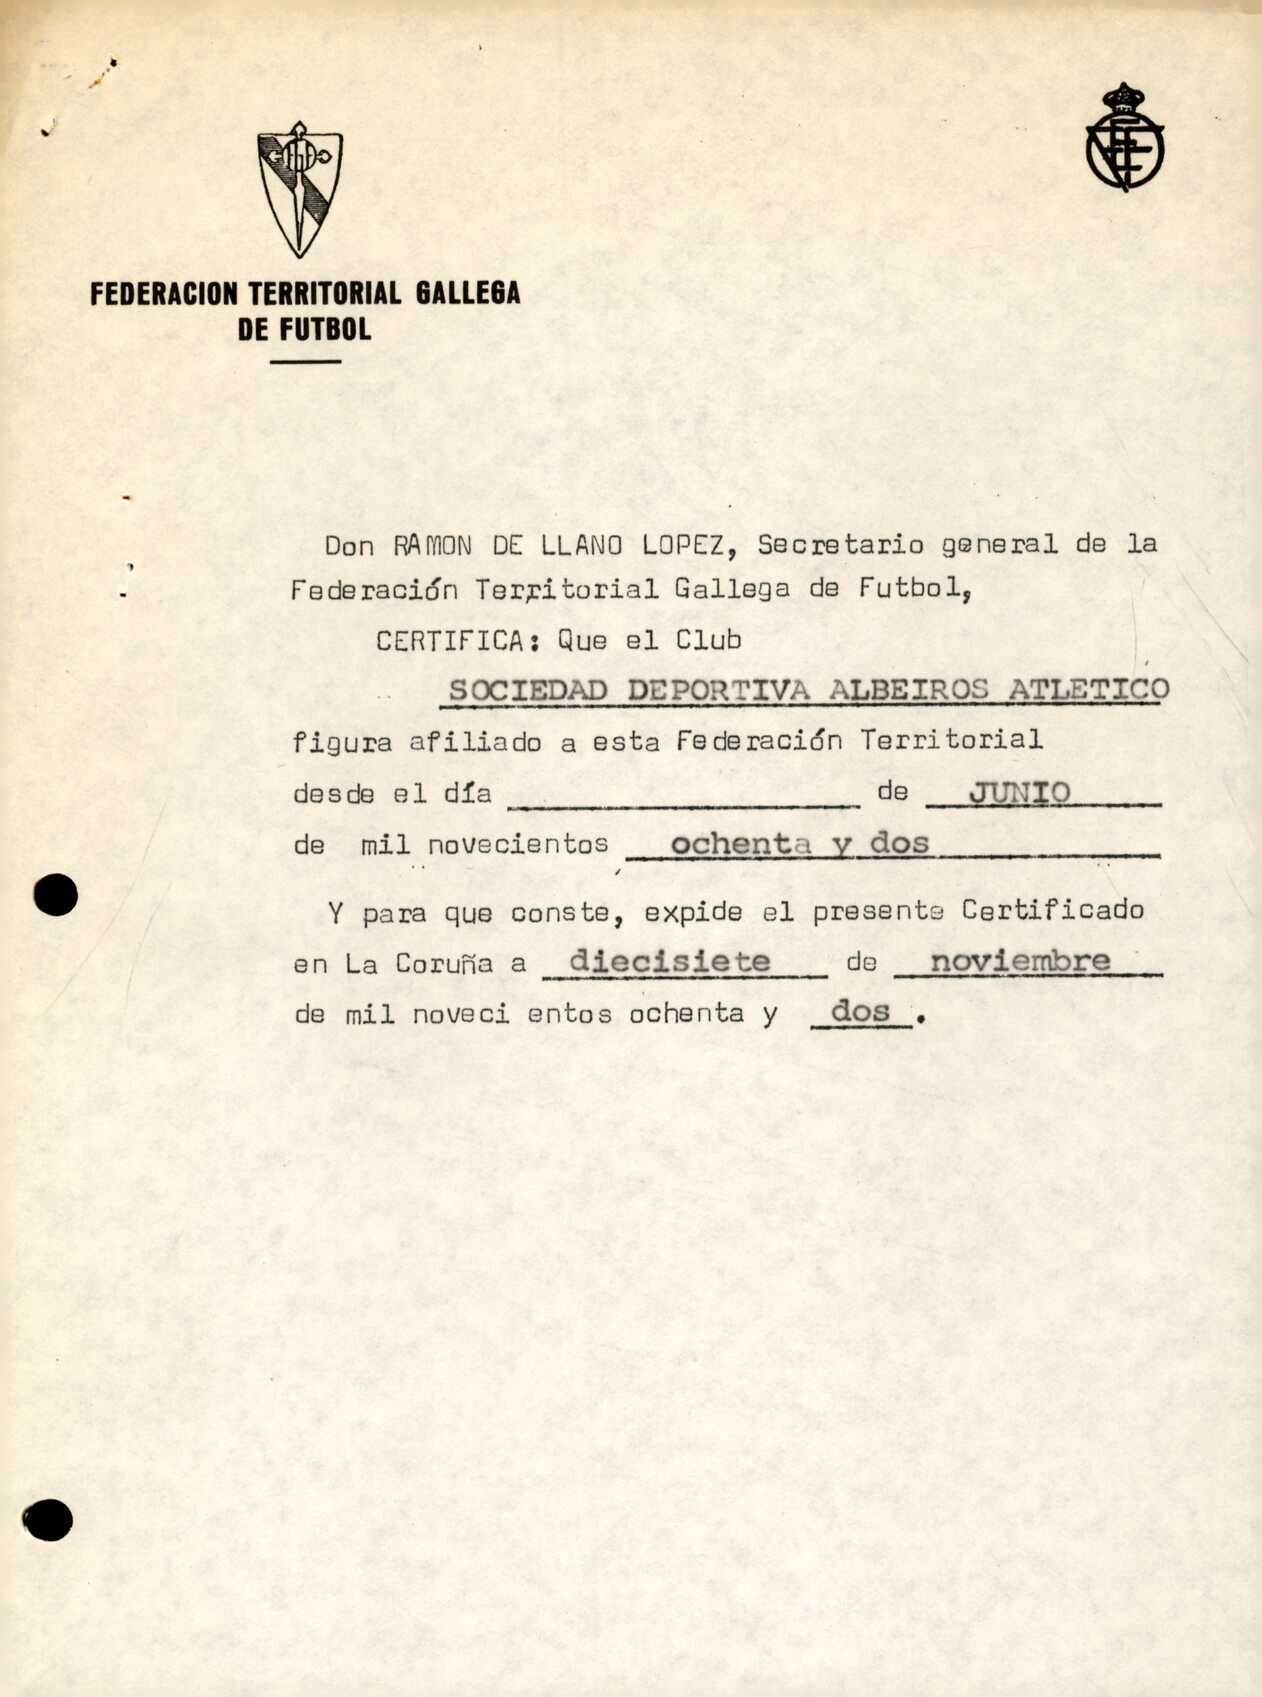 FEDERACION TERRITORIAL GALLEGA
DE FUTBOL
Don RAMON DE LLANO LOPEZ, Secretario general de la
Federación Territorial Gallega de Futbol,
CERTIFICA: Que el Club
SOCIEDAD DEPORTIVA ALBEIROS ATLETICO
figura afiliado a esta Federación Territorial
desde el día de JUNIO
de mil novecientos ochenta y dos
Y para que conste, expide el presente Certificado
en La Coruña a diecisiete de noviembre
de mil noveci entos ochenta y dos.